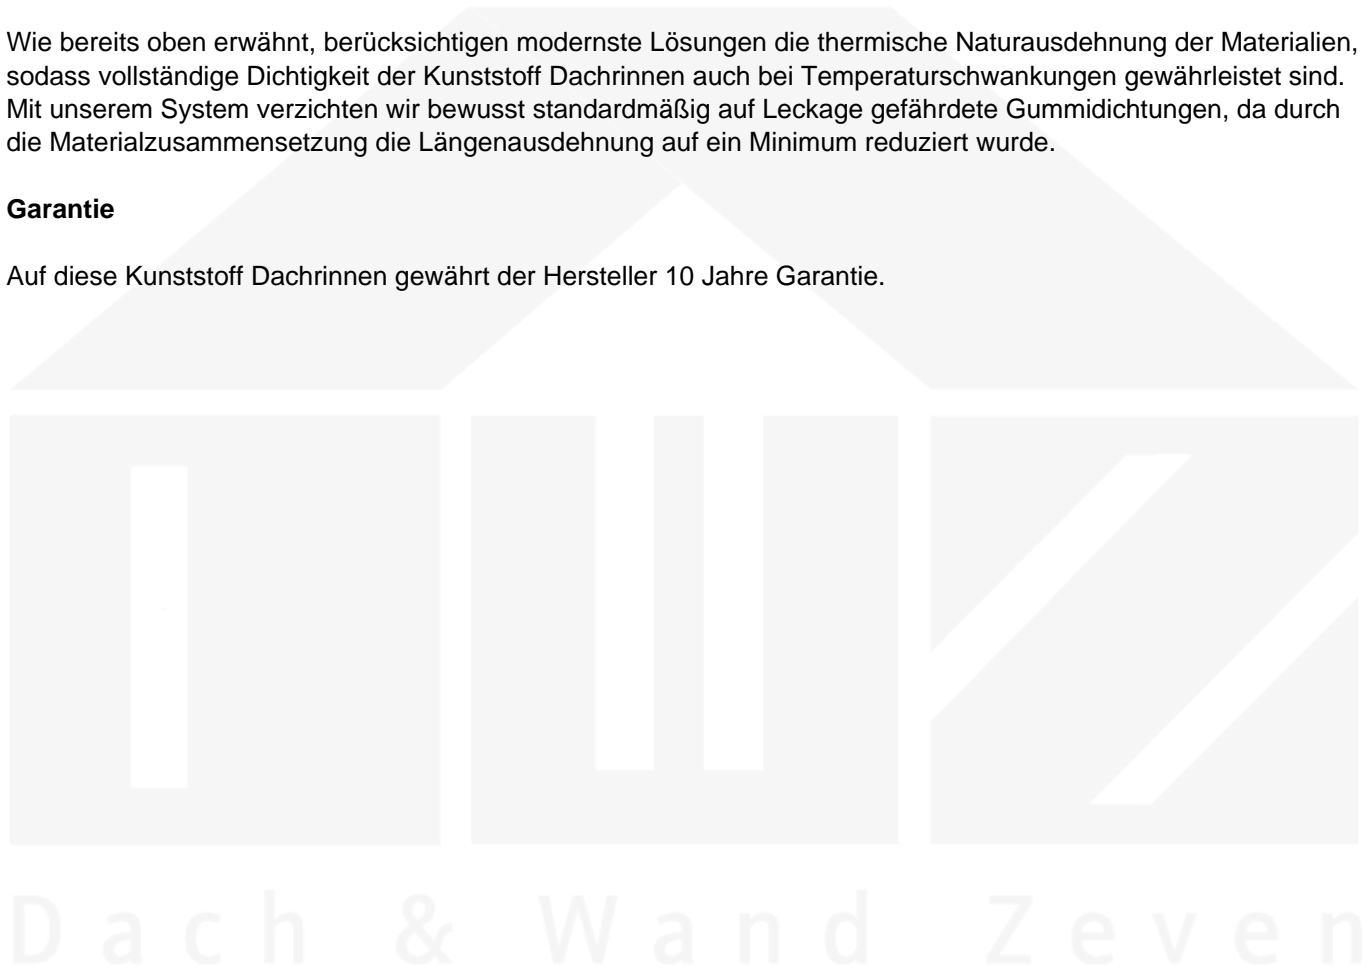 Wie bereits oben erwähnt, berücksichtigen modernste Lösungen die thermische Naturausdehnung der Materialien,
sodass vollständige Dichtigkeit der Kunststoff Dachrinnen auch bei Temperaturschwankungen gewährleistet sind.
Mit unserem System verzichten wir bewusst standardmäßig auf Leckage gefährdete Gummidichtungen, da durch
die Materialzusammensetzung die Längenausdehnung auf ein Minimum reduziert wurde.
Garantie
Auf diese Kunststoff Dachrinnen gewährt der Hersteller 10 Jahre Garantie.
Dach & Wand Zeven